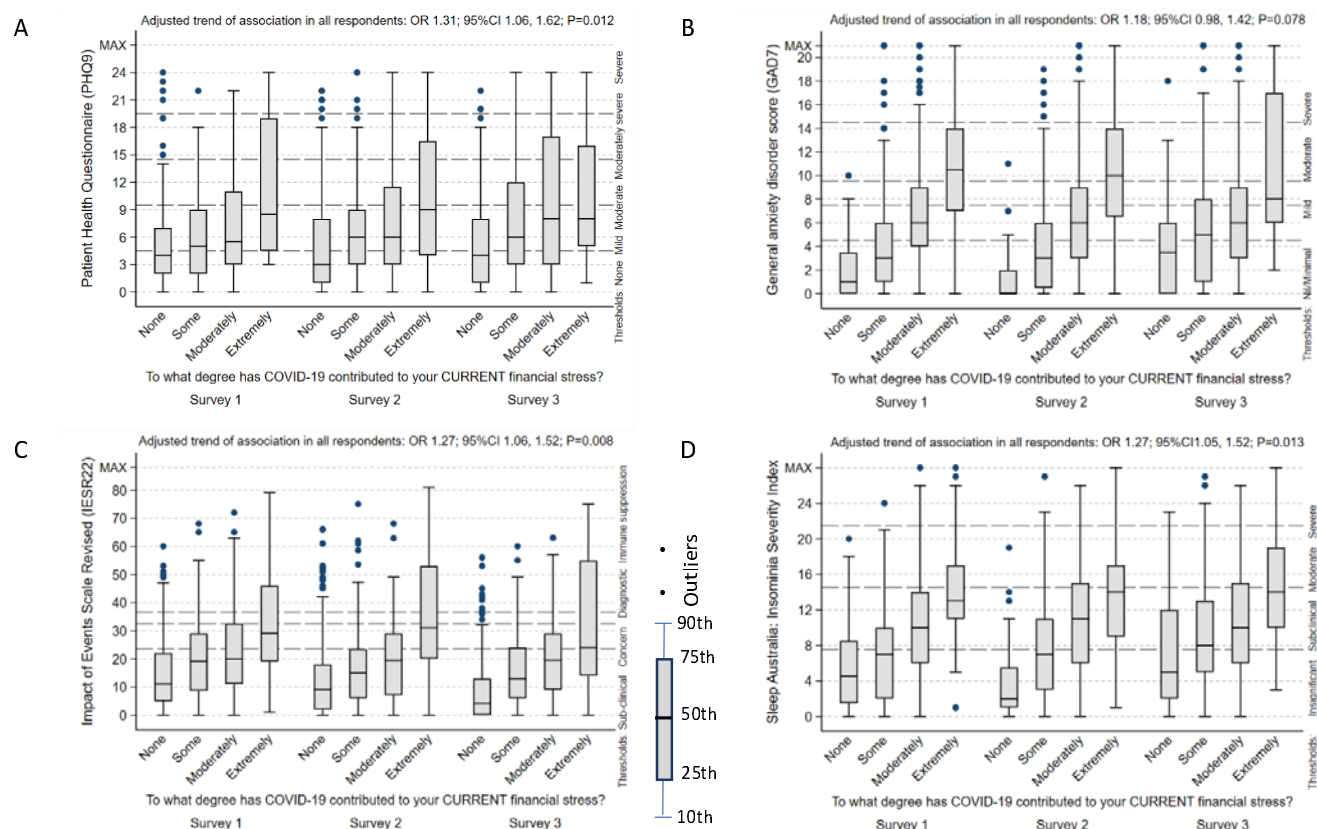 A
Adjusted trend of association in all respondents: OR 1.31; 95%CI 1.06, 1.62; P=0.012
Patient Health Questionnaire (PHQ9)
MAX
24
21
18
15
12
9
6
3
0
Thresholds: None Mild Moderate Moderately severe Severe
None Some Moderately Extremely None Some Moderately Extremely None Some Moderately Extremely
To what degree has COVID-19 contributed to your CURRENT financial stress?
Survey 1 Survey 2 Survey 3
B
Adjusted trend of association in all respondents: OR 1.18; 95%CI 0.98, 1.42; P=0.078
General anxiety disorder score (GAD7)
MAX
20
18
16
14
12
10
8
6
4
2
0
Thresholds: Nil/Minimal Mild Moderate Severe
None Some Moderately Extremely None Some Moderately Extremely None Some Moderately Extremely
To what degree has COVID-19 contributed to your CURRENT financial stress?
Survey 1 Survey 2 Survey 3
C
Adjusted trend of association in all respondents: OR 1.27; 95%CI 1.06, 1.52; P=0.008
Impact of Events Scale Revised (IESR22)
MAX
80
70
60
50
40
30
20
10
0
Thresholds: Sub-clinical Concern Diagnostic Immune suppression
None Some Moderately Extremely None Some Moderately Extremely None Some Moderately Extremely
To what degree has COVID-19 contributed to your CURRENT financial stress?
Survey 1 Survey 2 Survey 3
• Outliers
90th
75th
50th
25th
10th
D
Adjusted trend of association in all respondents: OR 1.27; 95%CI1.05, 1.52; P=0.013
Sleep Australia: Insominia Severity Index
MAX
24
20
16
12
8
4
0
Thresholds: Insignificant Subclinical Moderate Severe
None Some Moderately Extremely None Some Moderately Extremely None Some Moderately Extremely
To what degree has COVID-19 contributed to your CURRENT financial stress?
Survey 1 Survey 2 Survey 3